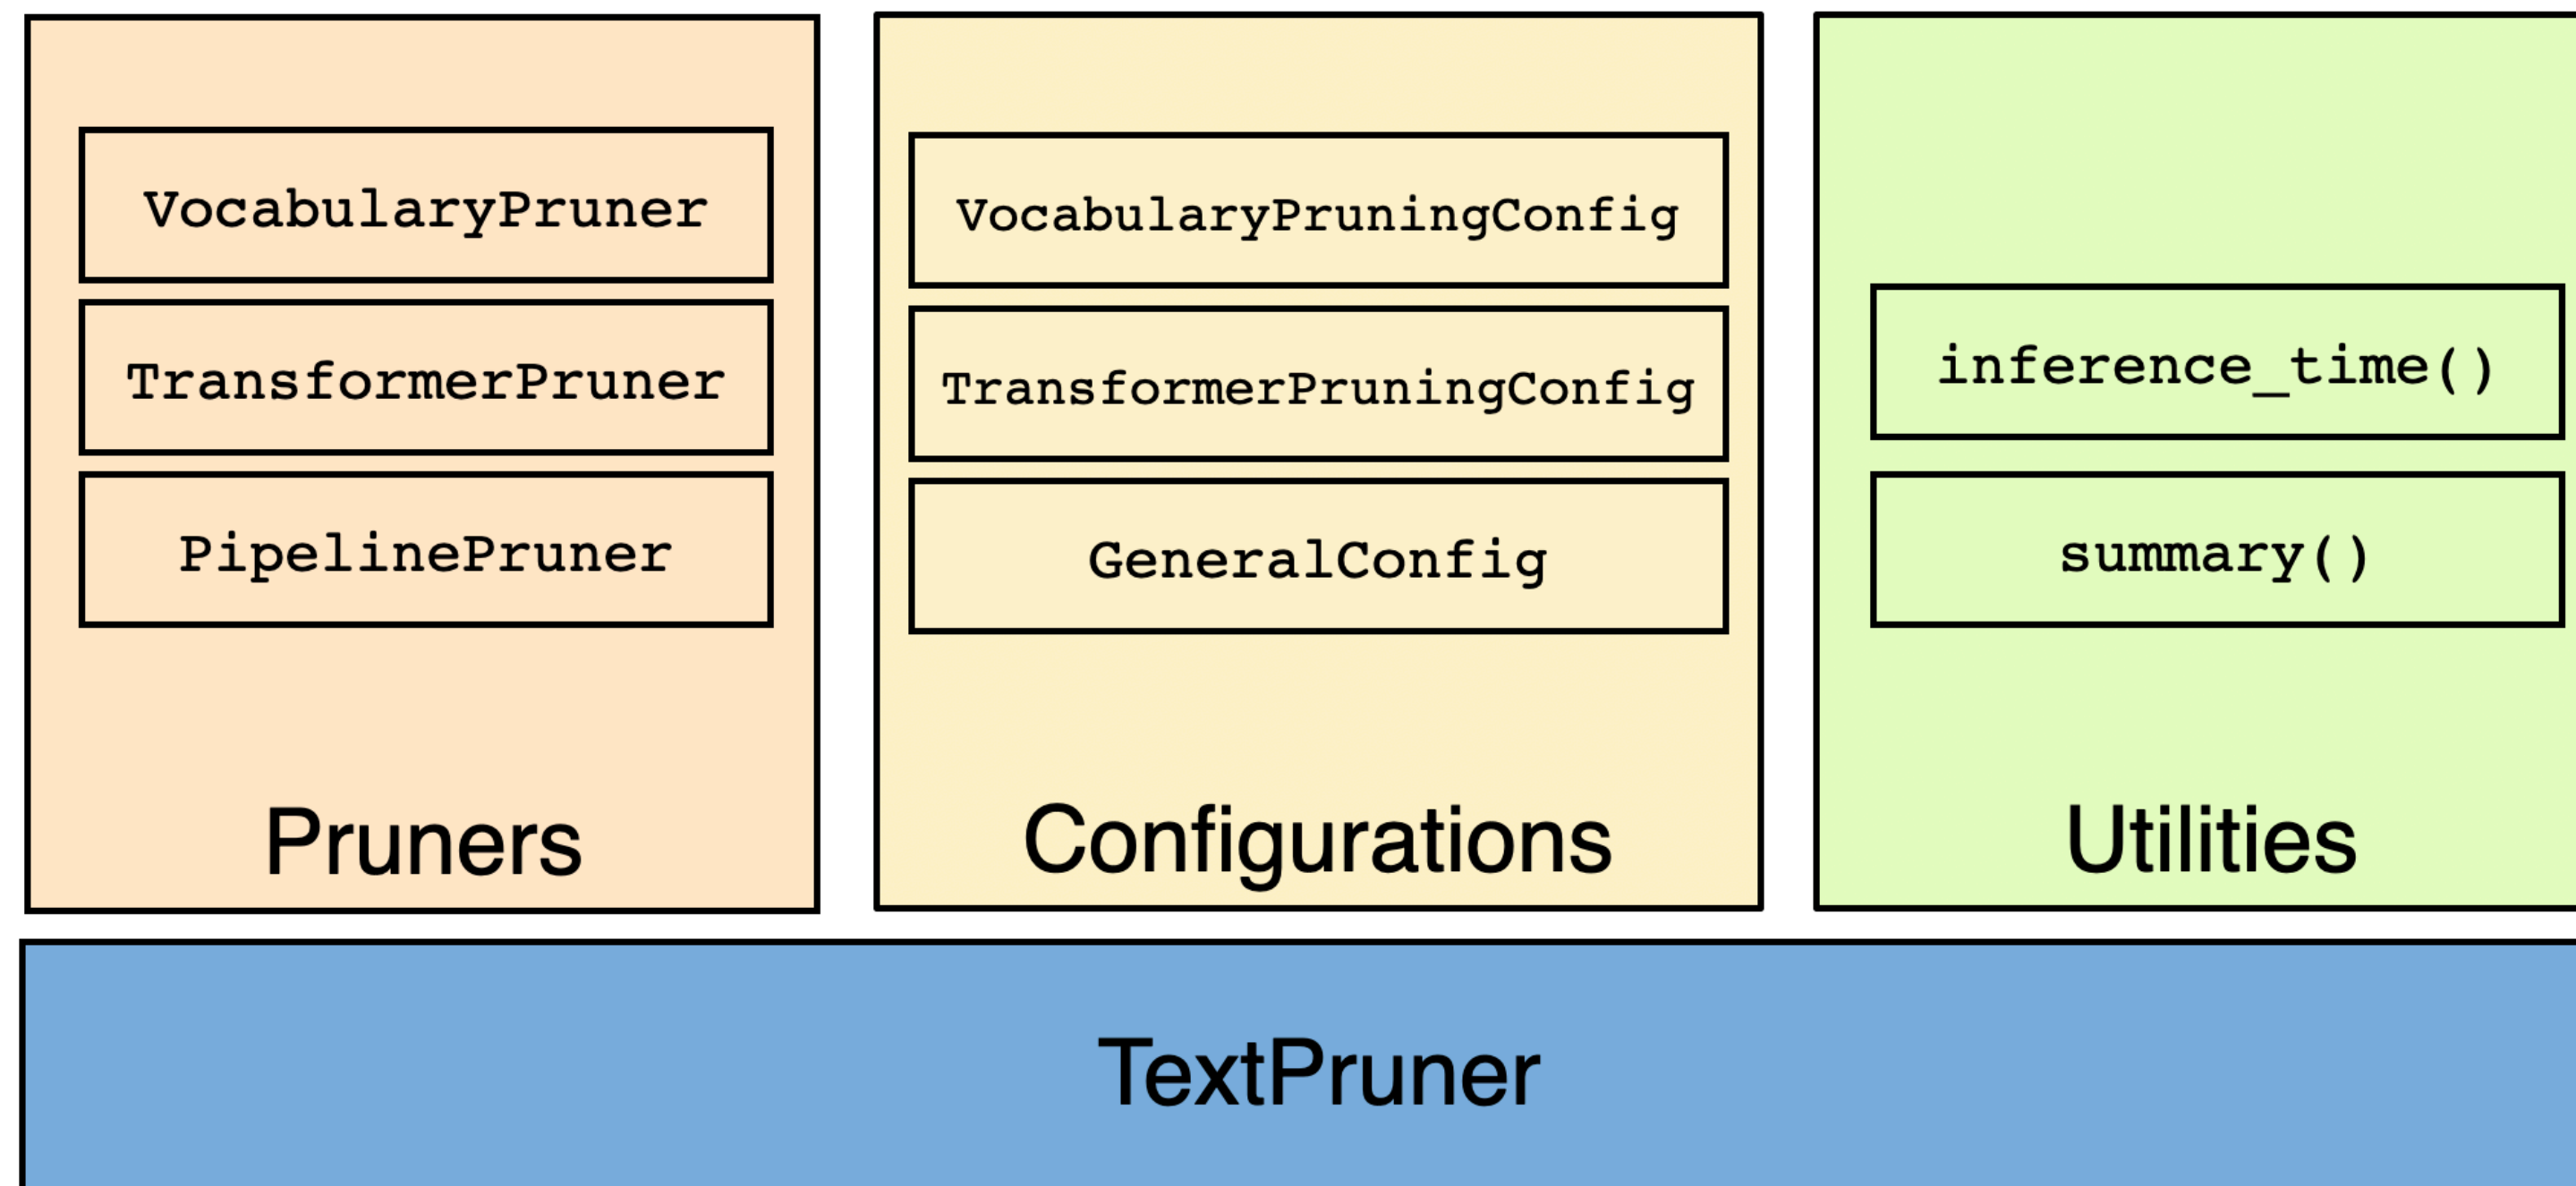 VocabularyPruner
TransformerPruner
PipelinePruner
Pruners
VocabularyPruningConfig
TransformerPruningConfig
GeneralConfig
Configurations
inference_time()
summary()
Utilities
TextPruner